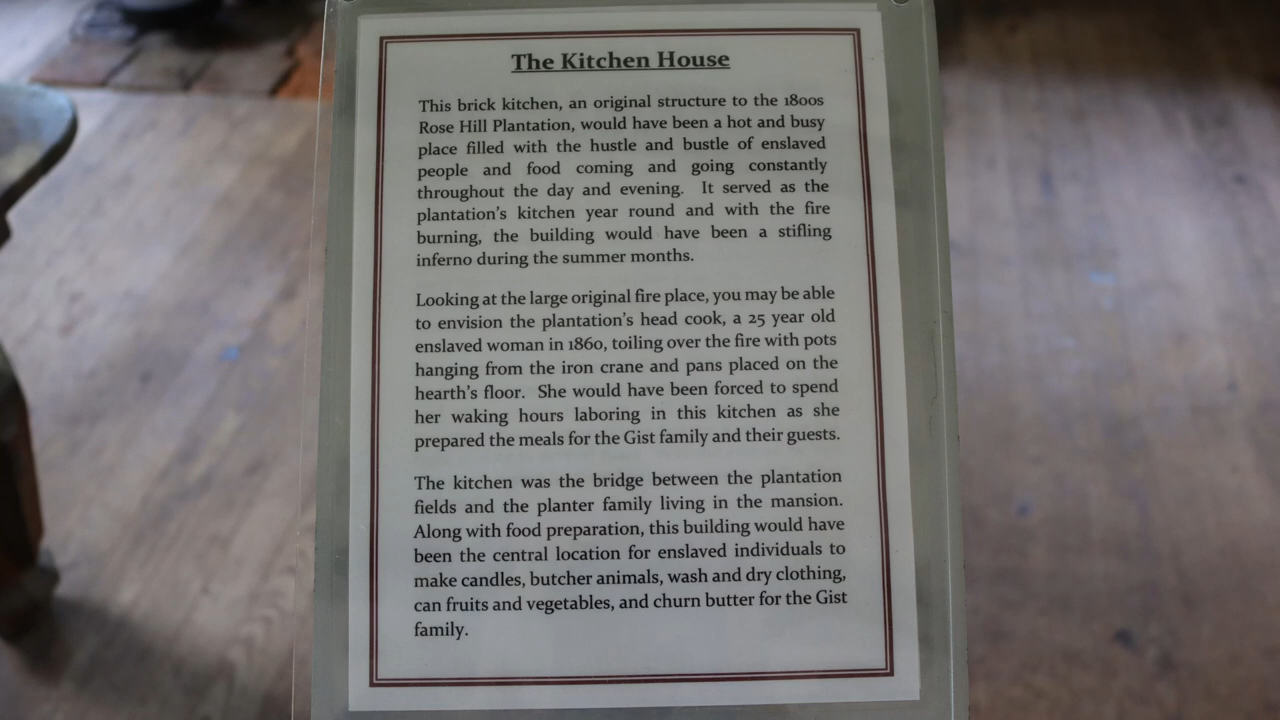 The Kitchen House
This brick kitchen, an original structure to the 1800s
Rose Hill Plantation, would have been a hot and busy
place filled with the hustle and bustle of enslaved
people and food coming and going constantly
throughout the day and evening. It served as the
plantation's kitchen year round and with the fire
burning, the building would have been a stifling
inferno during the summer months.
Looking at the large original fire place, you may be able
to envision the plantation's head cook, a 25 year old
enslaved woman in 1860, toiling over the fire with pots
hanging from the iron crane and pans placed on the
hearth's floor. She would have been forced to spend
her waking hours laboring in this kitchen as she
prepared the meals for the Gist family and their guests.
The kitchen was the bridge between the plantation
fields and the planter family living in the mansion.
Along with food preparation, this building would have
been the central location for enslaved individuals to
make candles, butcher animals, wash and dry clothing,
can fruits and vegetables, and churn butter for the Gist
family.